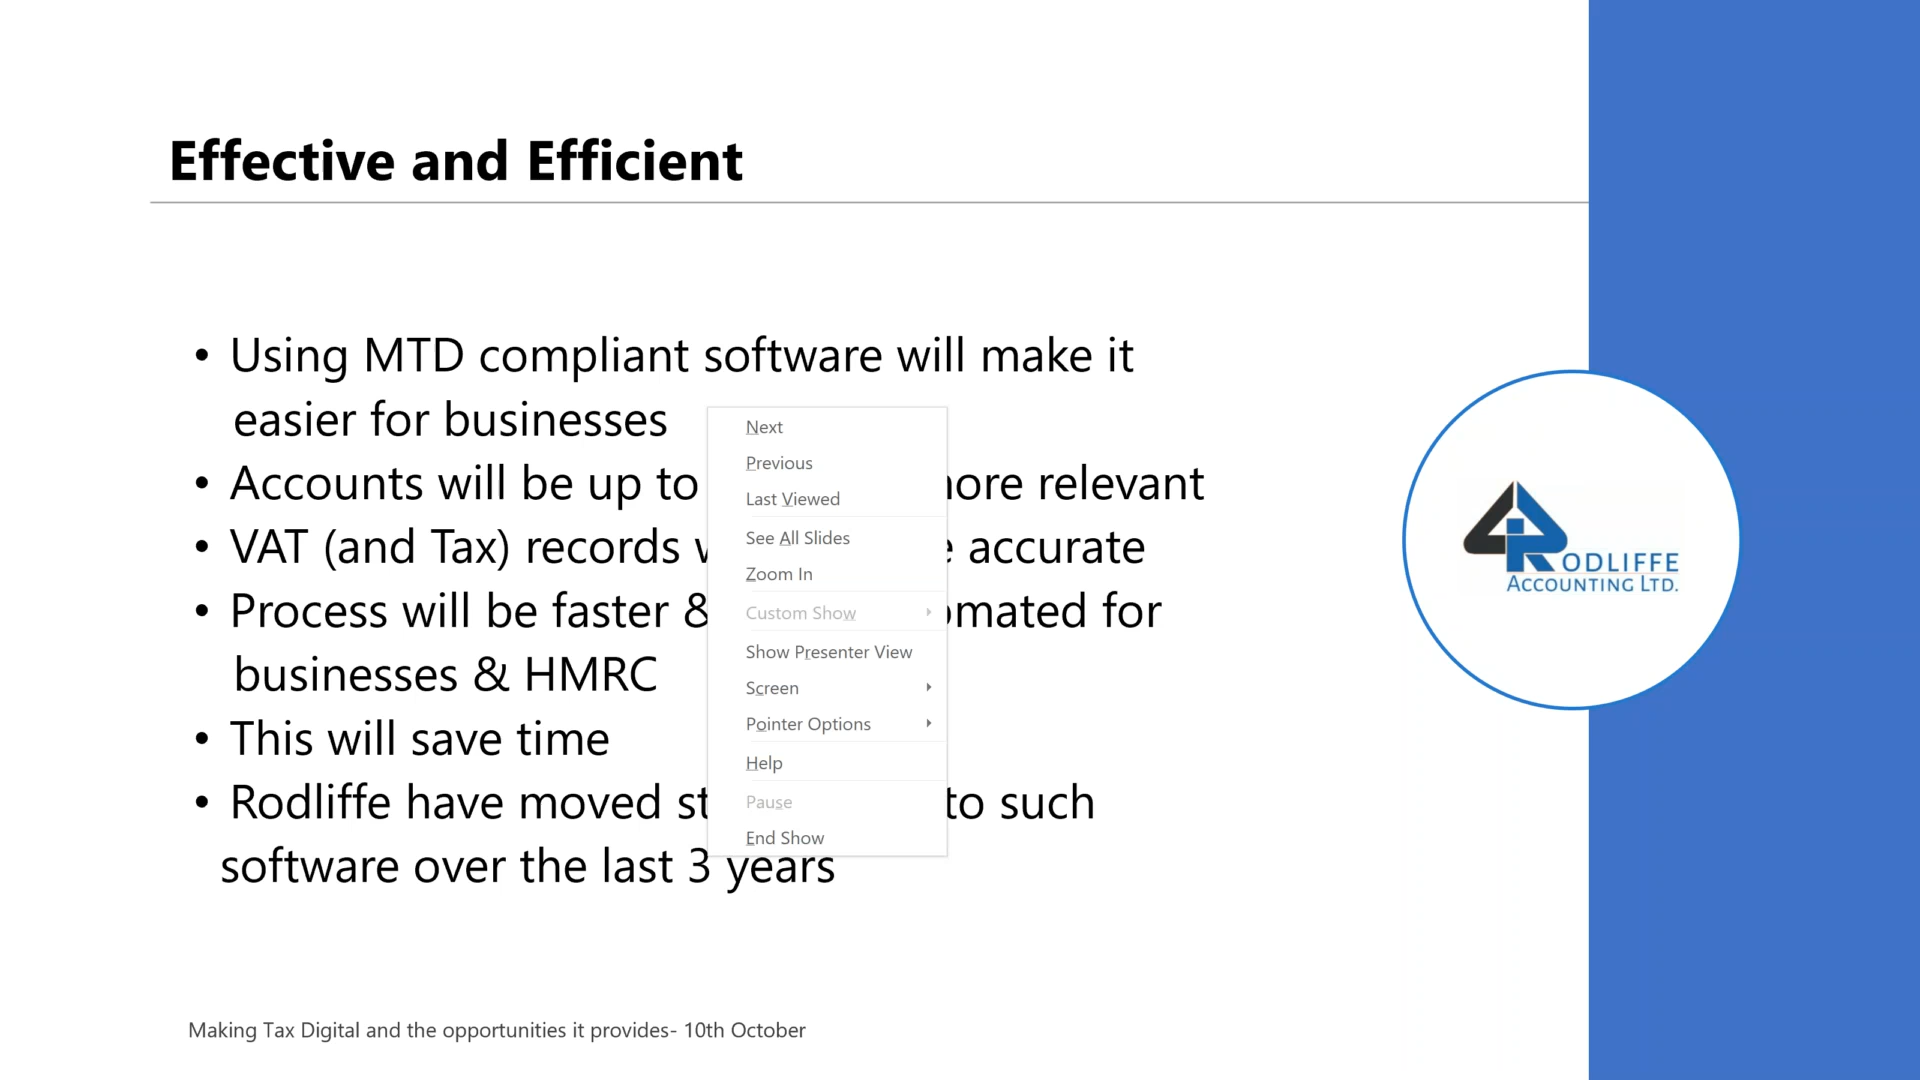 Effective and Efficient
• Using MTD compliant software will make it
easier for businesses
• Accounts will be up to relevant
• VAT (and Tax) records accurate
• Process will be faster & for
businesses & HMRC
• This will save time
• Rodliffe have moved to such
software over the last 3 years
Next
Previous
Last Viewed
See All Slides
Zoom In
Custom Show
Show Presenter View
Screen
Pointer Options
Help
Pause
End Show
RODLIFFE
ACCOUNTING LTD.
Making Tax Digital and the opportunities it provides- 10th October